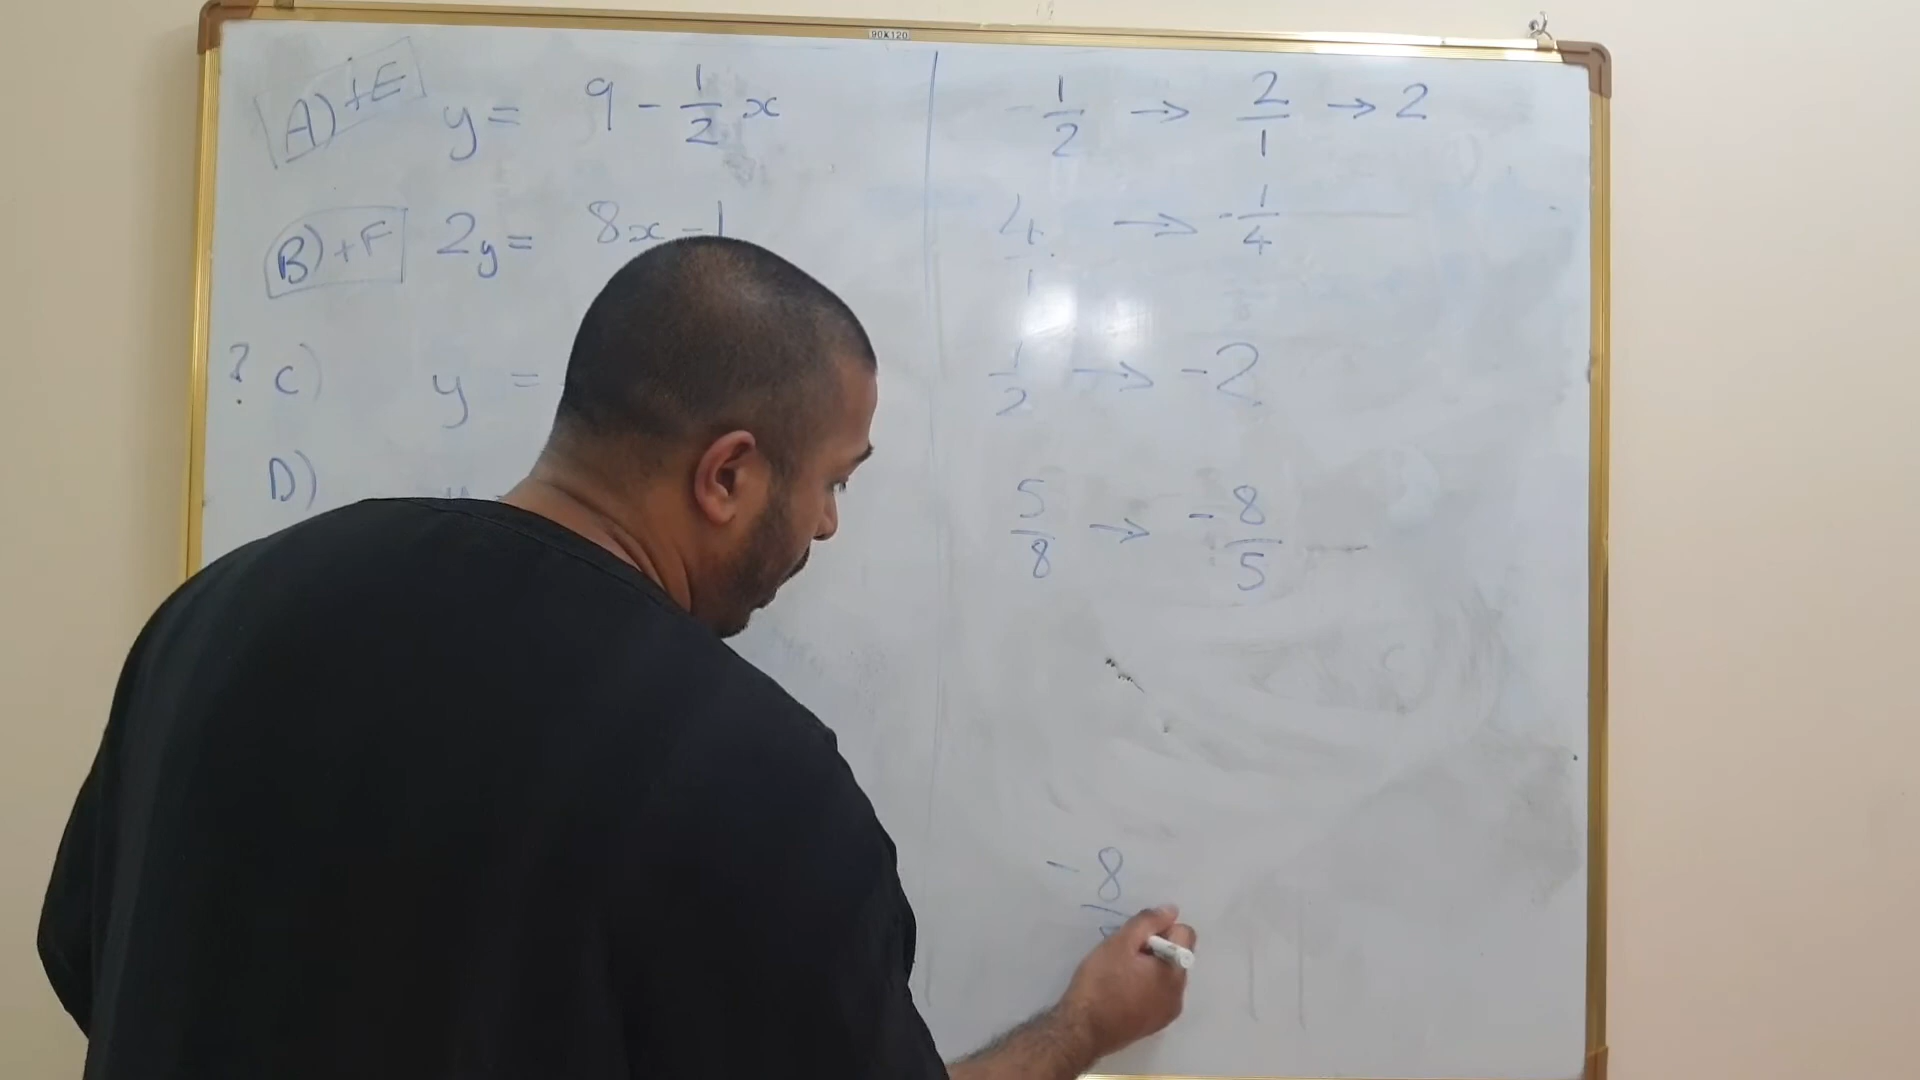 90X120
A) +E y = 9 - 1/2 x
B) +F 2y = 8x - 1
? C) y =
D)
- 1/2 → 2/1 → 2
4/1 → - 1/4
1/2 → - 2
5/8 → - 8/5
- 8